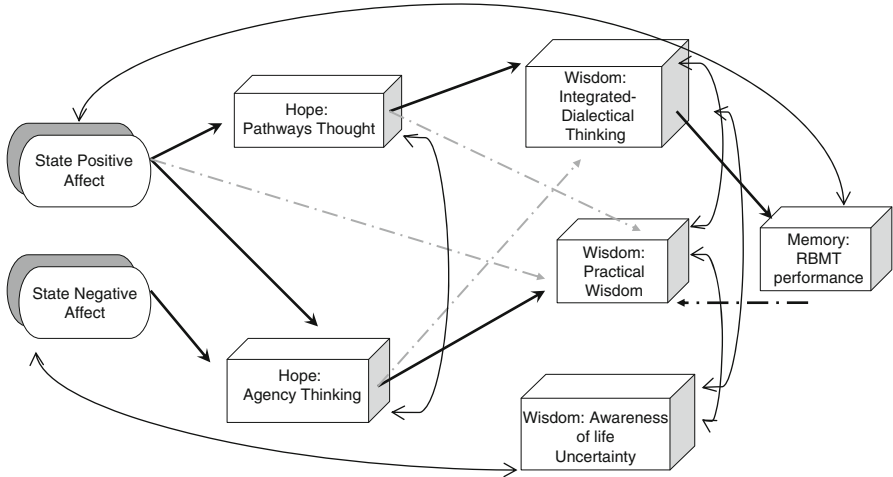 State Positive
Affect
State Negative
Affect
Hope:
Pathways Thought
Hope:
Agency Thinking
Wisdom:
Integrated-
Dialectical
Thinking
Wisdom:
Practical
Wisdom
Wisdom: Awareness
of life
Uncertainty
Memory:
RBMT
performance